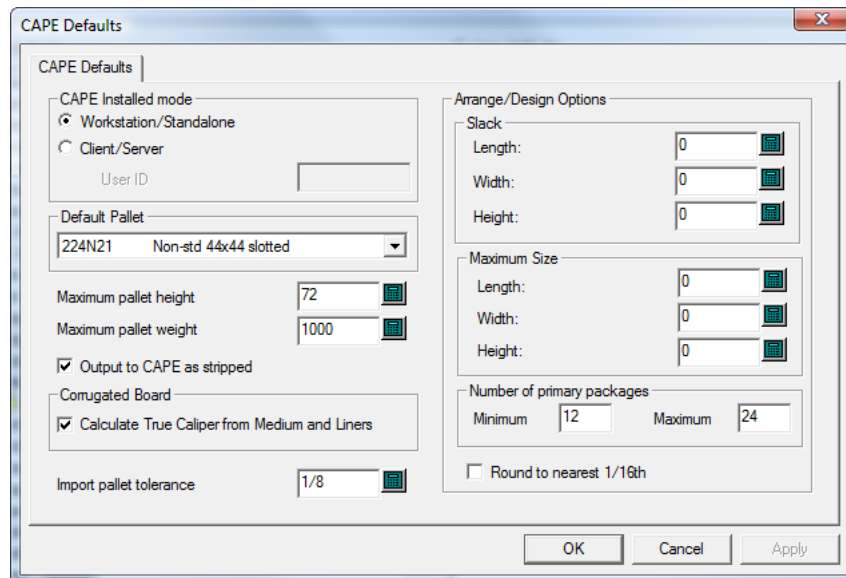 CAPE Defaults
CAPE Defaults
CAPE Installed mode
Workstation/Standalone
Client/Server
User ID
Default Pallet
224N21 Non-std 44x44 slotted
Maximum pallet height 72
Maximum pallet weight 1000
Output to CAPE as stripped
Corrugated Board
Calculate True Caliper from Medium and Liners
Import pallet tolerance 1/8
Arrange/Design Options
Slack
Length: 0
Width: 0
Height: 0
Maximum Size
Length: 0
Width: 0
Height: 0
Number of primary packages
Minimum 12 Maximum 24
Round to nearest 1/16th
OK Cancel Apply